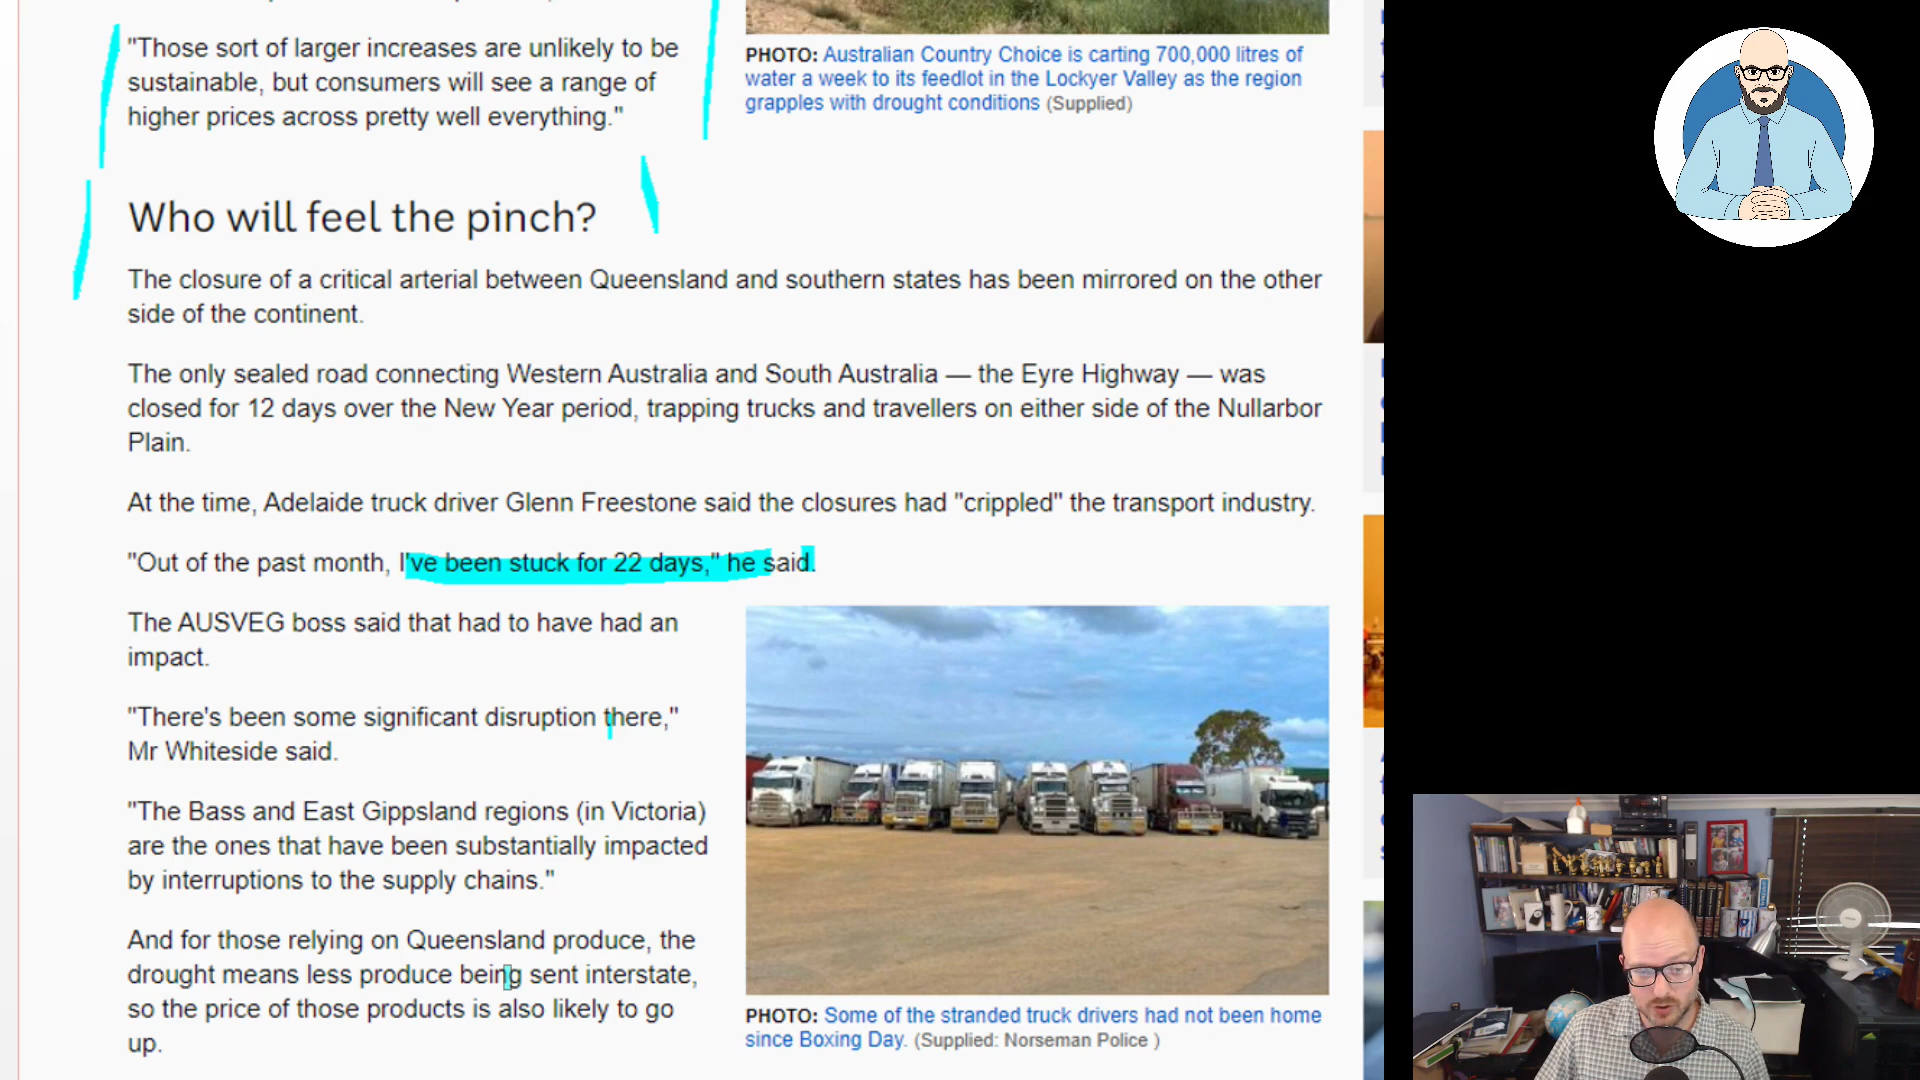 "Those sort of larger increases are unlikely to be
sustainable, but consumers will see a range of
higher prices across pretty well everything."
PHOTO: Australian Country Choice is carting 700,000 litres of
water a week to its feedlot in the Lockyer Valley as the region
grapples with drought conditions (Supplied)
Who will feel the pinch?
The closure of a critical arterial between Queensland and southern states has been mirrored on the other
side of the continent.
The only sealed road connecting Western Australia and South Australia — the Eyre Highway — was
closed for 12 days over the New Year period, trapping trucks and travellers on either side of the Nullarbor
Plain.
At the time, Adelaide truck driver Glenn Freestone said the closures had "crippled" the transport industry.
"Out of the past month, I've been stuck for 22 days," he said.
The AUSVEG boss said that had to have had an
impact.
"There's been some significant disruption there,"
Mr Whiteside said.
"The Bass and East Gippsland regions (in Victoria)
are the ones that have been substantially impacted
by interruptions to the supply chains."
And for those relying on Queensland produce, the
drought means less produce being sent interstate,
so the price of those products is also likely to go
up.
PHOTO: Some of the stranded truck drivers had not been home
since Boxing Day. (Supplied: Norseman Police )